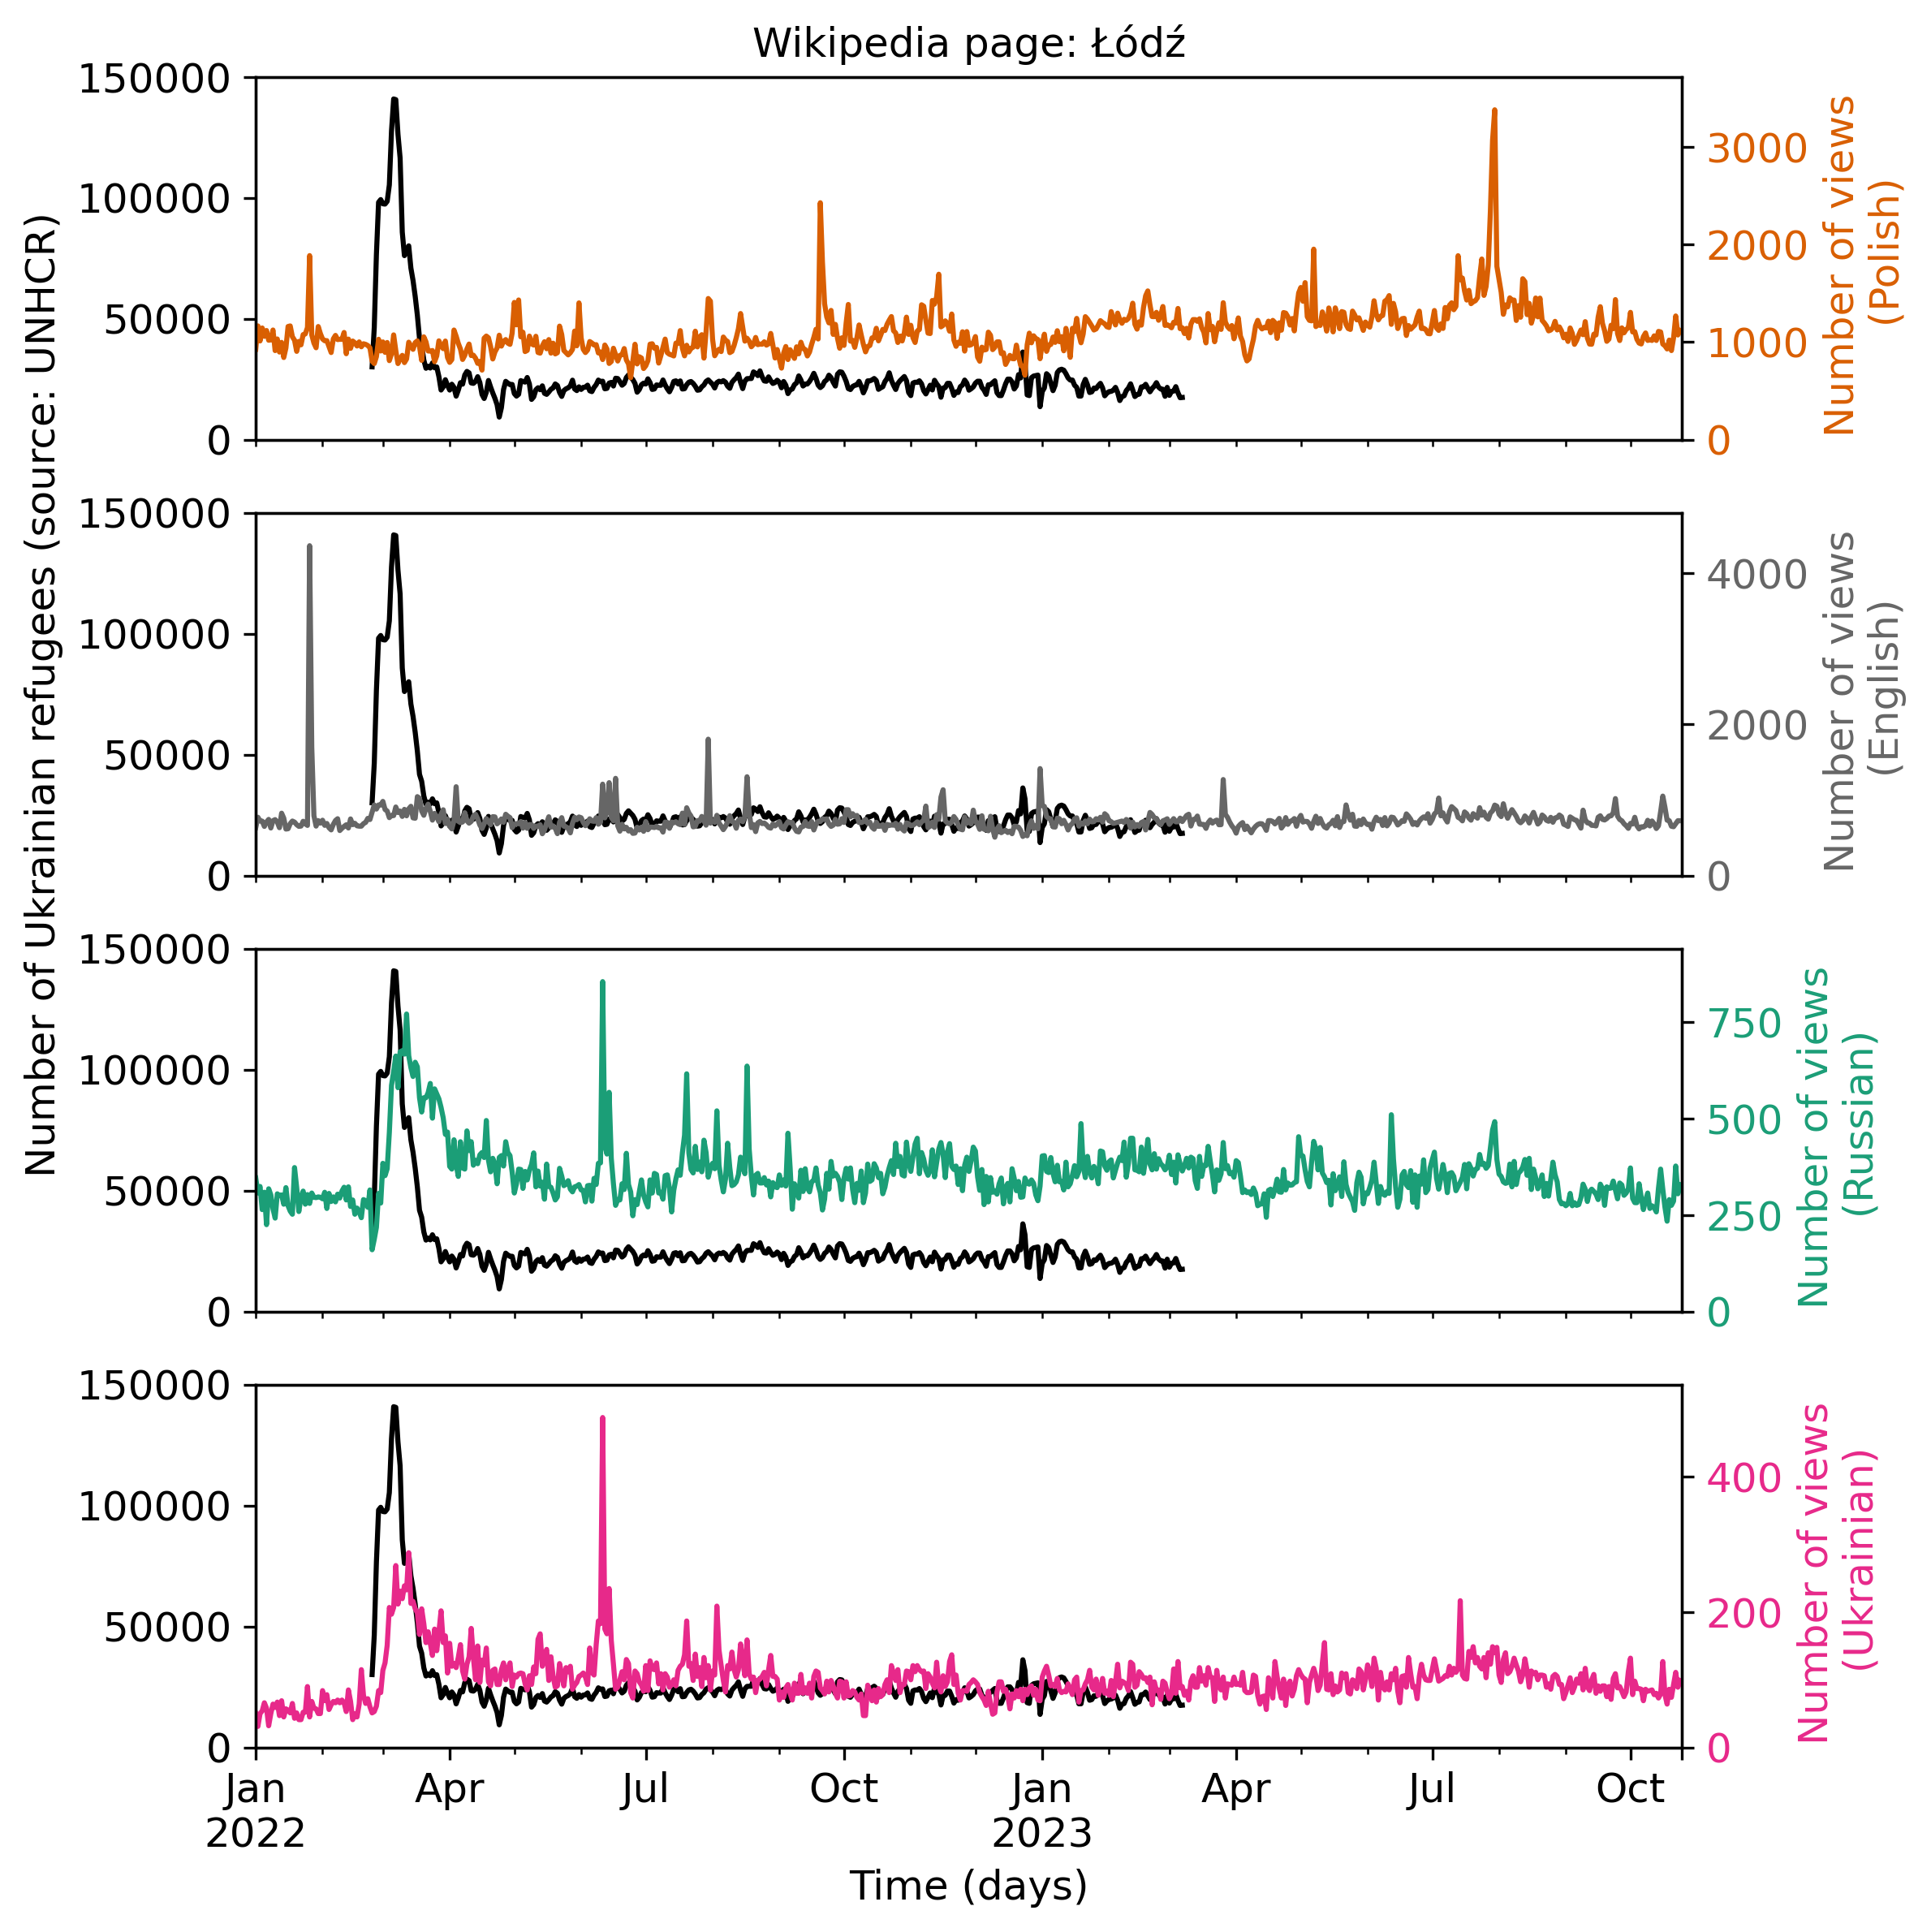 Wikipedia page: Łódź
Number of Ukrainian refugees (source: UNHCR)
150000
100000
50000
0
3000
2000
1000
0
Number of views
(Polish)
150000
100000
50000
0
4000
2000
0
Number of views
(English)
150000
100000
50000
0
750
500
250
0
Number of views
(Russian)
150000
100000
50000
0
400
200
0
Number of views
(Ukrainian)
Jan Apr Jul Oct Jan Apr Jul Oct
2022 2023
Time (days)